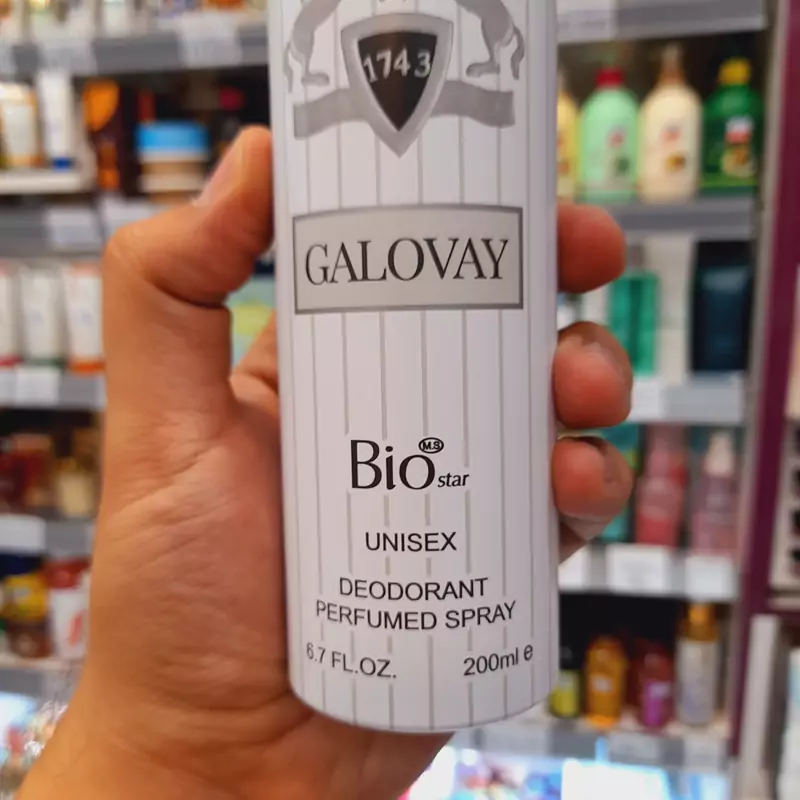 1743
GALOVAY
Bio M.S
star
UNISEX
DEODORANT
PERFUMED SPRAY
6.7 FL.OZ. 200ml e